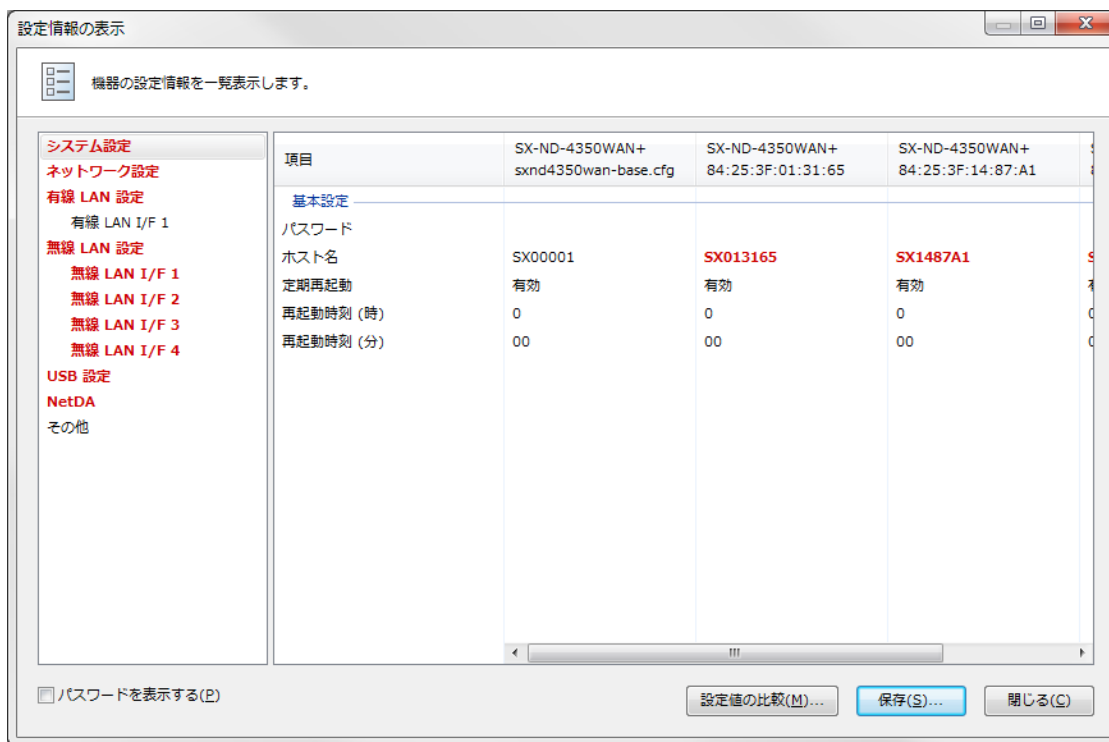 設定情報の表示
機器の設定情報を一覧表示します。
システム設定
ネットワーク設定
有線 LAN 設定
有線 LAN I/F 1
無線 LAN 設定
無線 LAN I/F 1
無線 LAN I/F 2
無線 LAN I/F 3
無線 LAN I/F 4
USB 設定
NetDA
その他
項目 SX-ND-4350WAN+ SX-ND-4350WAN+ SX-ND-4350WAN+
sxnd4350wan-base.cfg 84:25:3F:01:31:65 84:25:3F:14:87:A1
基本設定
パスワード
ホスト名 SX00001 SX013165 SX1487A1
定期再起動 有効 有効 有効
再起動時刻 (時) 0 0 0
再起動時刻 (分) 00 00 00
パスワードを表示する(P) 設定値の比較(M)... 保存(S)... 閉じる(C)